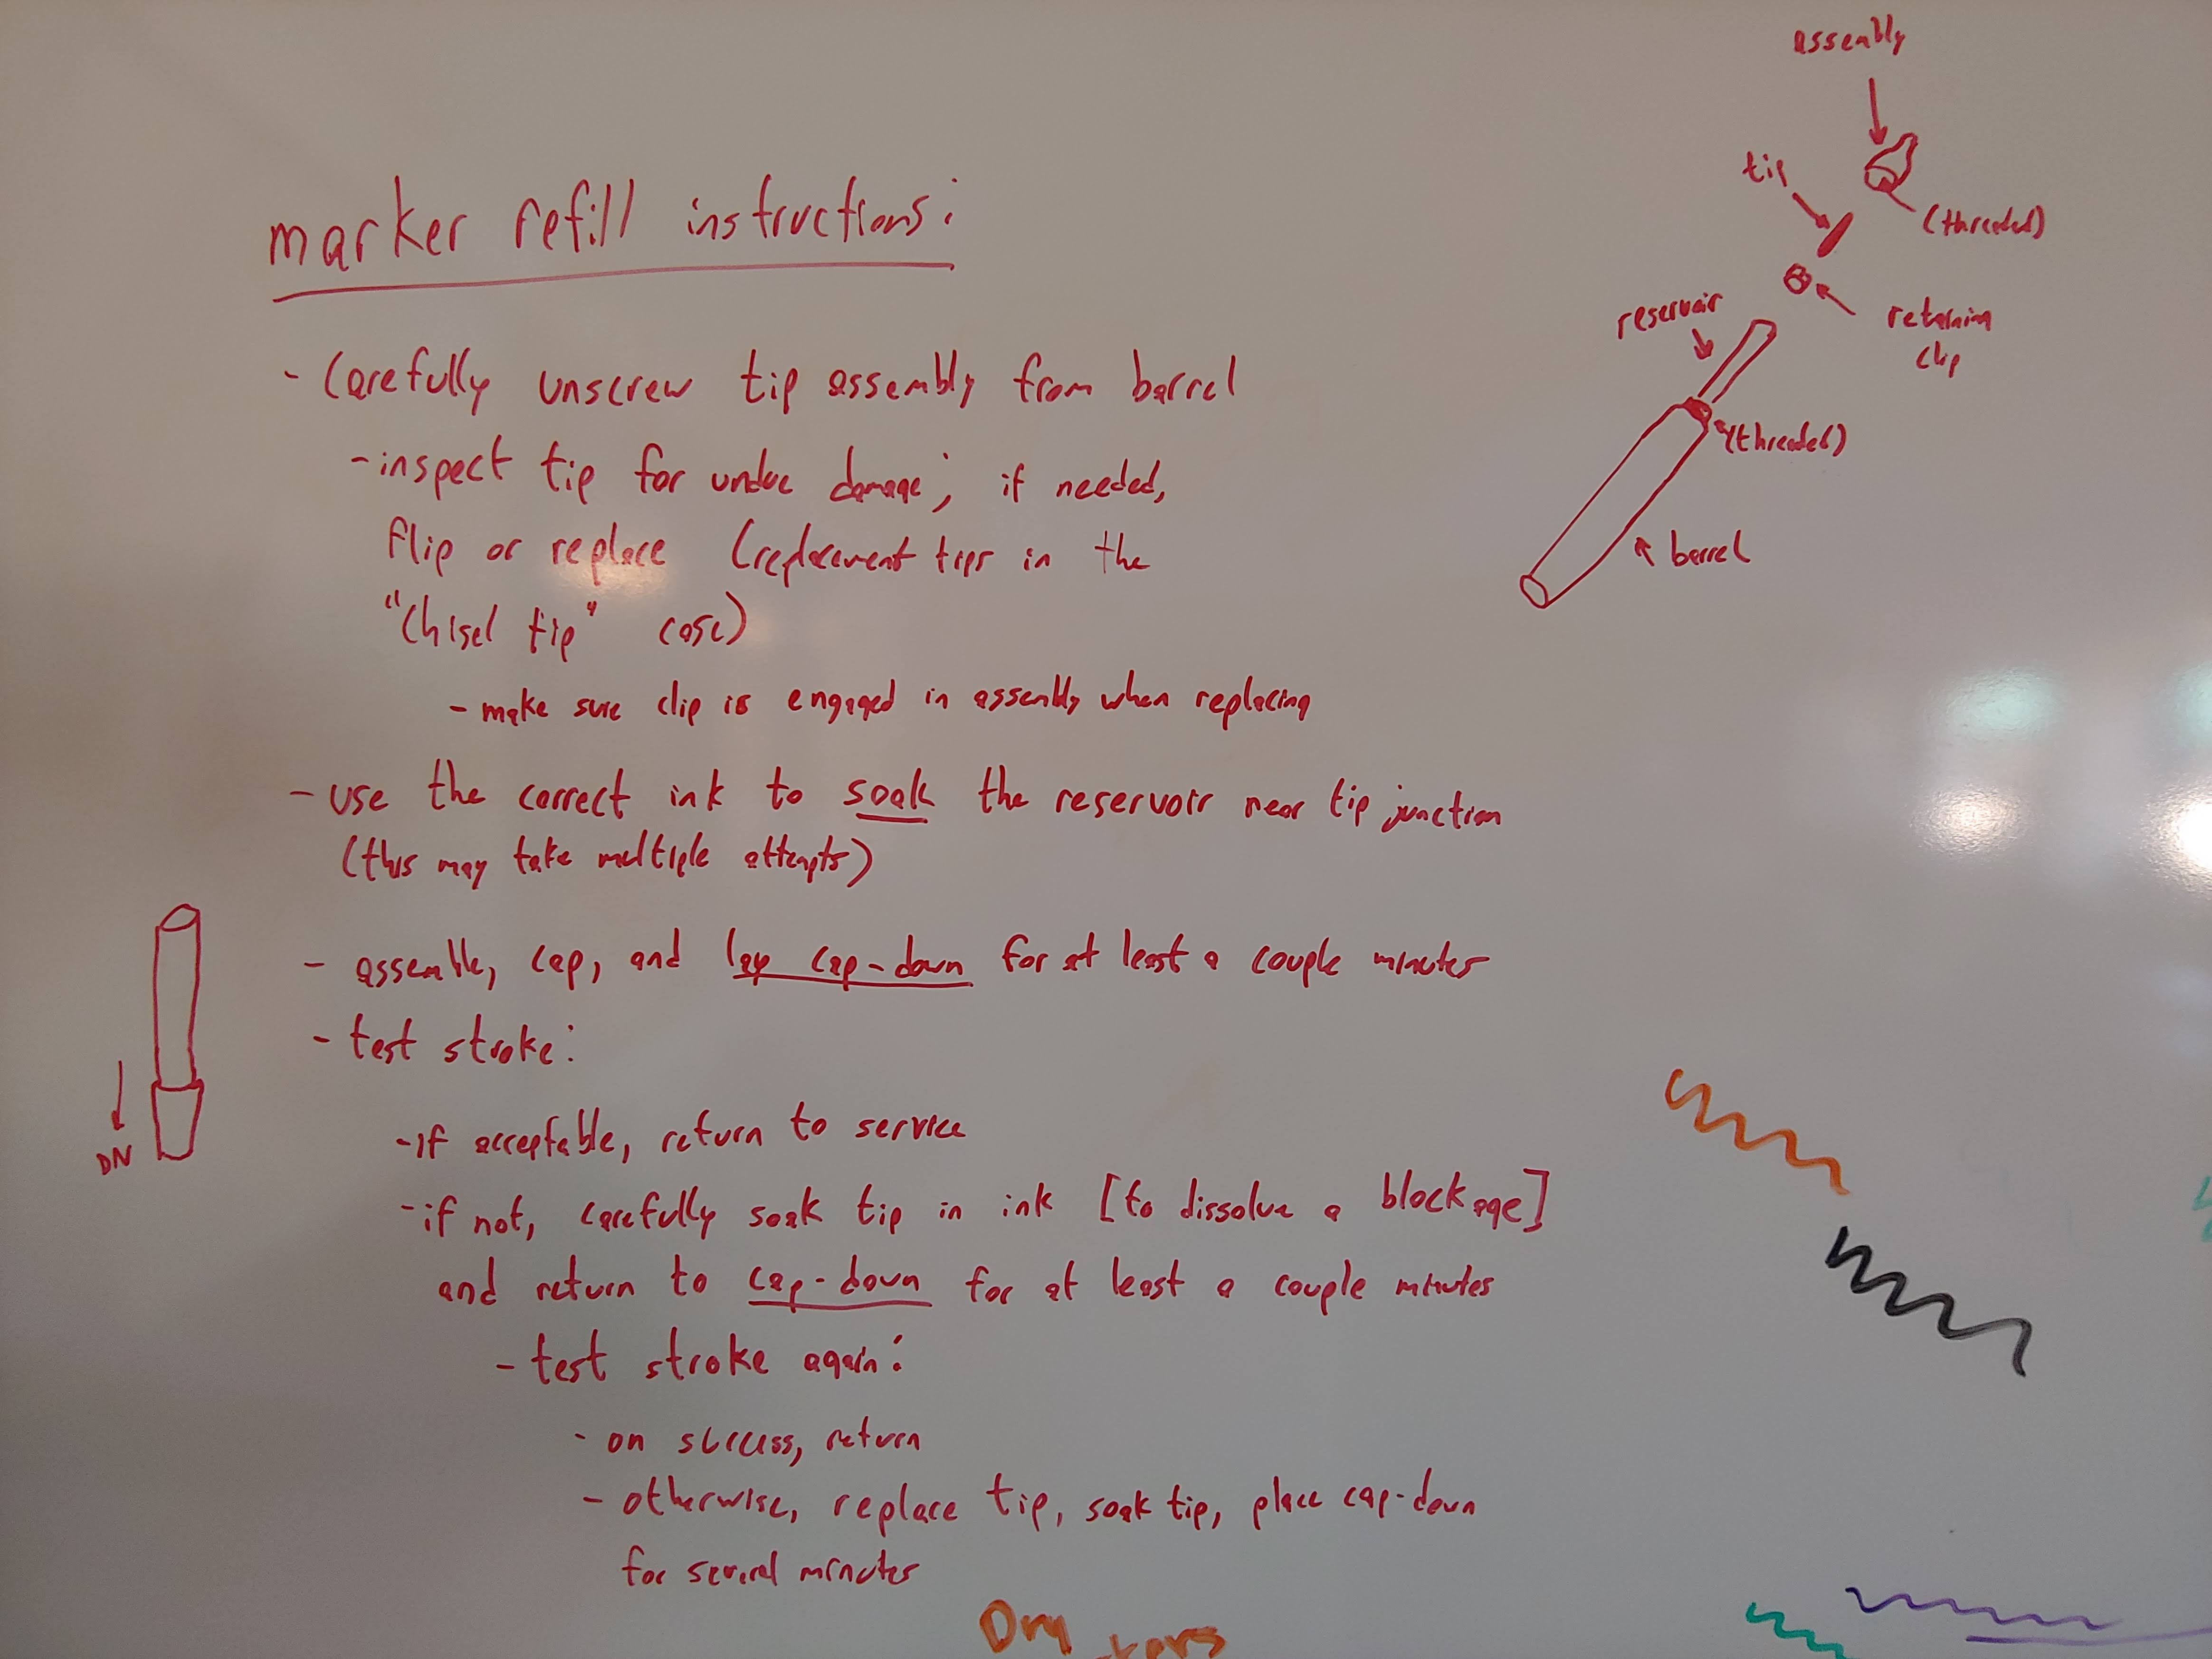 marker refill instructions:
- Carefully unscrew tip assembly from barrel
- inspect tip for undue damage; if needed,
flip or replace (replacement tips in the
"Chisel tip" case)
- make sure clip is engaged in assembly when replacing
- use the correct ink to soak the reservoir near tip junction
(this may take multiple attempts)
- assemble, cap, and lay cap-down for at least a couple minutes
- test stroke:
- if acceptable, return to service
- if not, carefully soak tip in ink [to dissolve a blockage]
and return to cap-down for at least a couple minutes
- test stroke again:
- on success, return
- otherwise, replace tip, soak tip, place cap-down
for several minutes
DN
assembly
tip
(threaded)
reservoir
retaining
clip
(threaded)
barrel
Dry